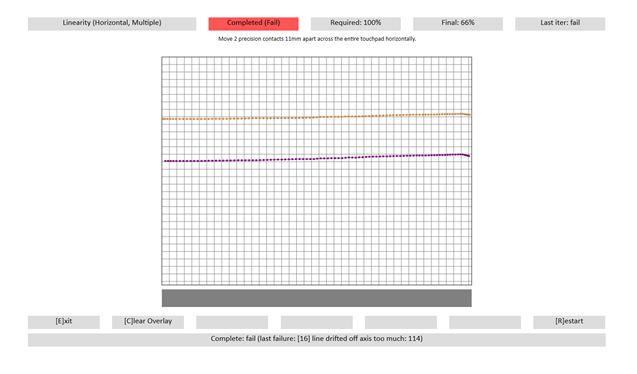 Linearity (Horizontal, Multiple)
Completed (Fail)
Required: 100%
Final: 66%
Last iter: fail
Move 2 precision contacts 11mm apart across the entire touchpad horizontally.
[E]xit
[C]lear Overlay
[R]estart
Complete: fail (last failure: [16] line drifted off axis too much: 114)